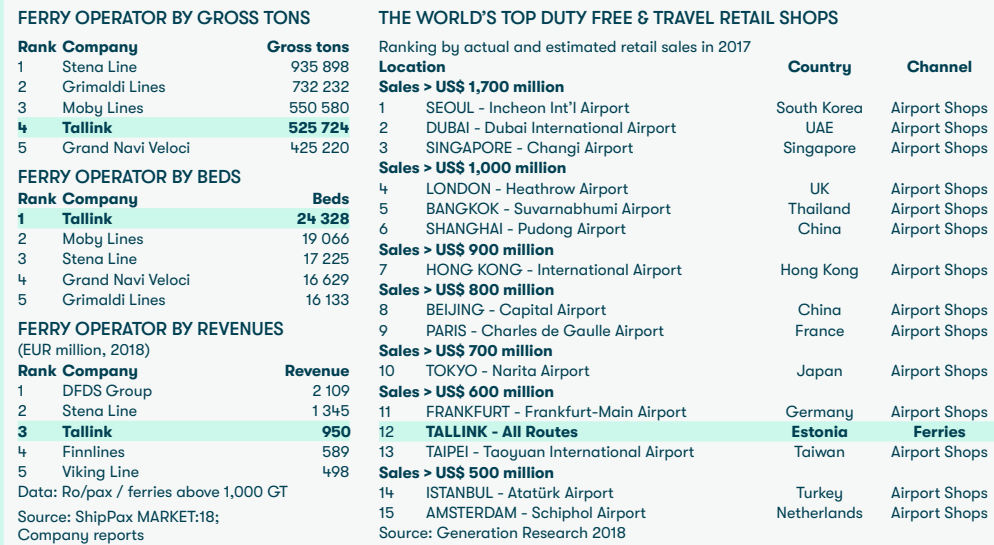 FERRY OPERATOR BY GROSS TONS
Rank Company Gross tons
1 Stena Line 935 898
2 Grimaldi Lines 732 232
3 Moby Lines 550 580
4 Tallink 525 724
5 Grand Navi Veloci 425 220
FERRY OPERATOR BY BEDS
Rank Company Beds
1 Tallink 24 328
2 Moby Lines 19 066
3 Stena Line 17 225
4 Grand Navi Veloci 16 629
5 Grimaldi Lines 16 133
FERRY OPERATOR BY REVENUES
(EUR million, 2018)
Rank Company Revenue
1 DFDS Group 2 109
2 Stena Line 1 345
3 Tallink 950
4 Finnlines 589
5 Viking Line 498
Data: Ro/pax / ferries above 1,000 GT
Source: ShipPax MARKET:18;
Company reports
THE WORLD'S TOP DUTY FREE & TRAVEL RETAIL SHOPS
Ranking by actual and estimated retail sales in 2017
Location Country Channel
Sales > US$ 1,700 million
1 SEOUL - Incheon Int'l Airport South Korea Airport Shops
2 DUBAI - Dubai International Airport UAE Airport Shops
3 SINGAPORE - Changi Airport Singapore Airport Shops
Sales > US$ 1,000 million
4 LONDON - Heathrow Airport UK Airport Shops
5 BANGKOK - Suvarnabhumi Airport Thailand Airport Shops
6 SHANGHAI - Pudong Airport China Airport Shops
Sales > US$ 900 million
7 HONG KONG - International Airport Hong Kong Airport Shops
Sales > US$ 800 million
8 BEIJING - Capital Airport China Airport Shops
9 PARIS - Charles de Gaulle Airport France Airport Shops
Sales > US$ 700 million
10 TOKYO - Narita Airport Japan Airport Shops
Sales > US$ 600 million
11 FRANKFURT - Frankfurt-Main Airport Germany Airport Shops
12 TALLINK - All Routes Estonia Ferries
13 TAIPEI - Taoyuan International Airport Taiwan Airport Shops
Sales > US$ 500 million
14 ISTANBUL - Atatürk Airport Turkey Airport Shops
15 AMSTERDAM - Schiphol Airport Netherlands Airport Shops
Source: Generation Research 2018